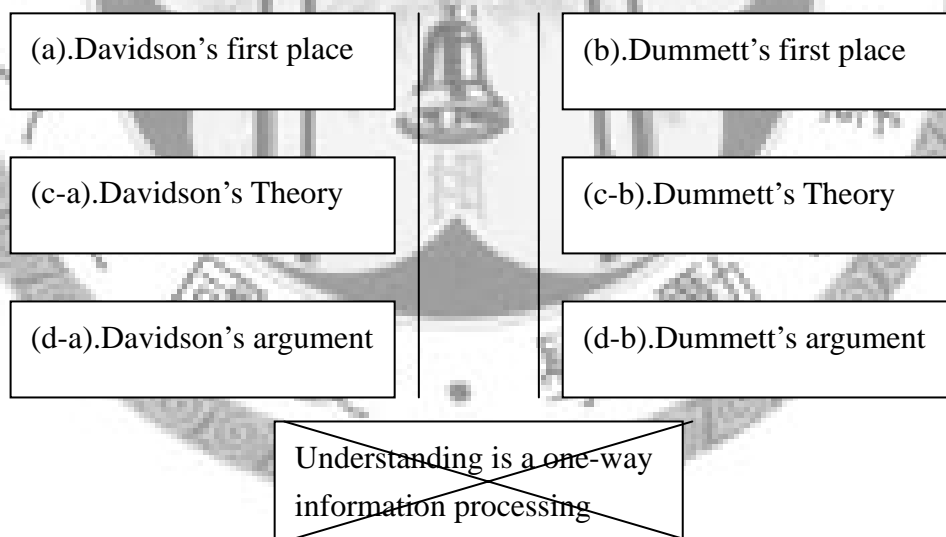 (a).Davidson's first place
(b).Dummett's first place
(c-a).Davidson's Theory
(c-b).Dummett's Theory
(d-a).Davidson's argument
(d-b).Dummett's argument
Understanding is a one-way
information processing